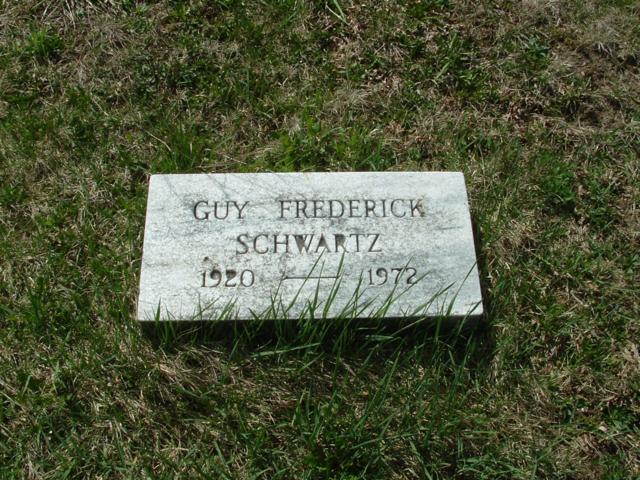 GUY FREDERICK
SCHWARTZ
1920 — 1972